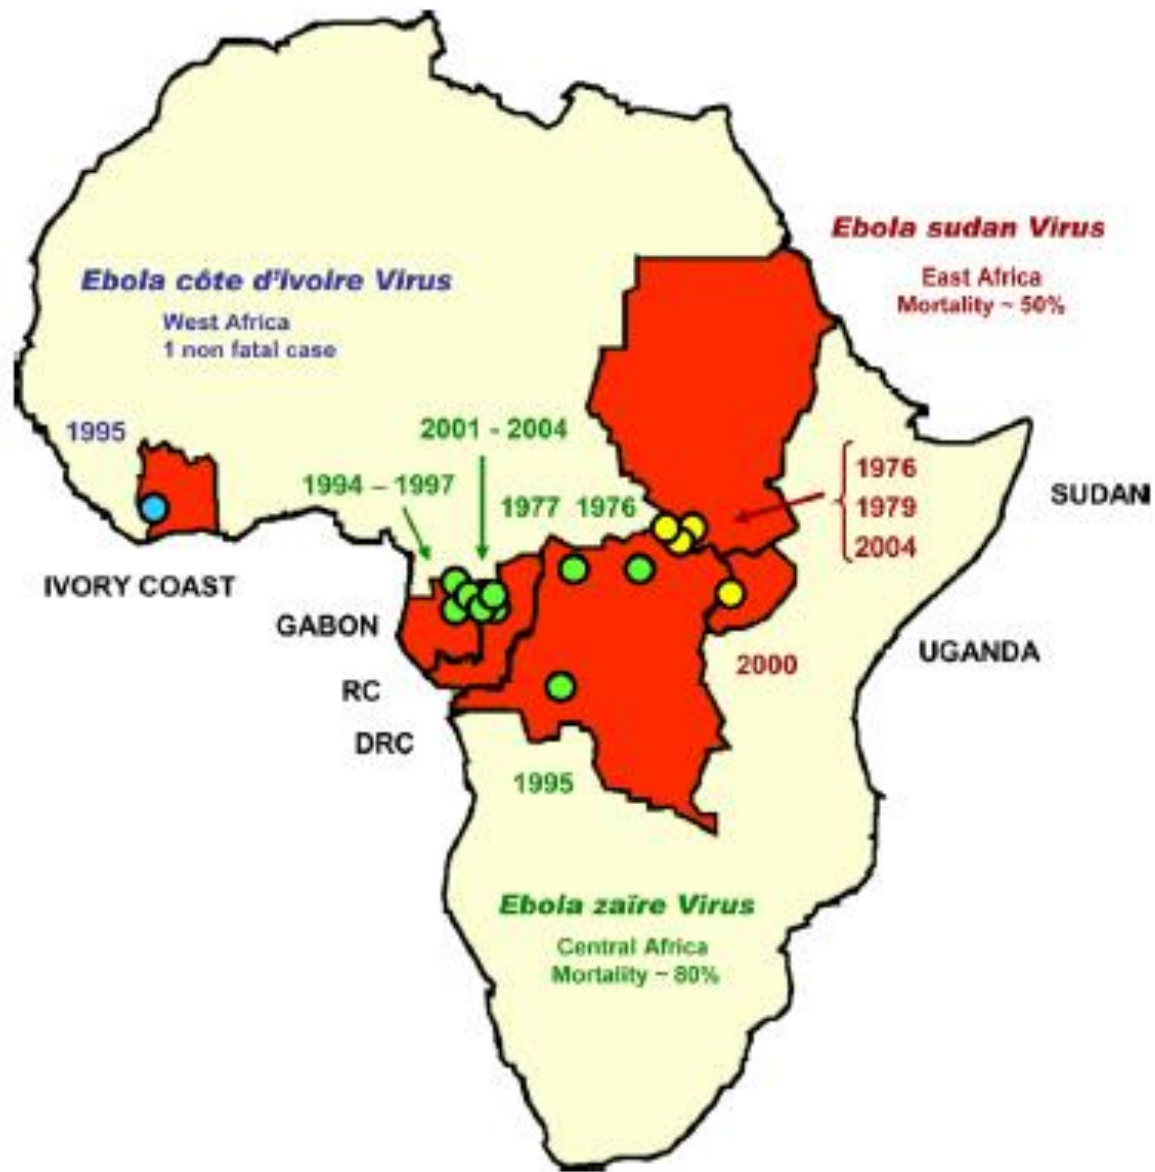 Ebola sudan Virus
East Africa
Mortality ~ 50%
Ebola côte d'ivoire Virus
West Africa
1 non fatal case
1995
2001 - 2004
1994 – 1997
1977 1976
1976
1979
2004
SUDAN
IVORY COAST
GABON
UGANDA
2000
RC
DRC
1995
Ebola zaïre Virus
Central Africa
Mortality ~ 80%